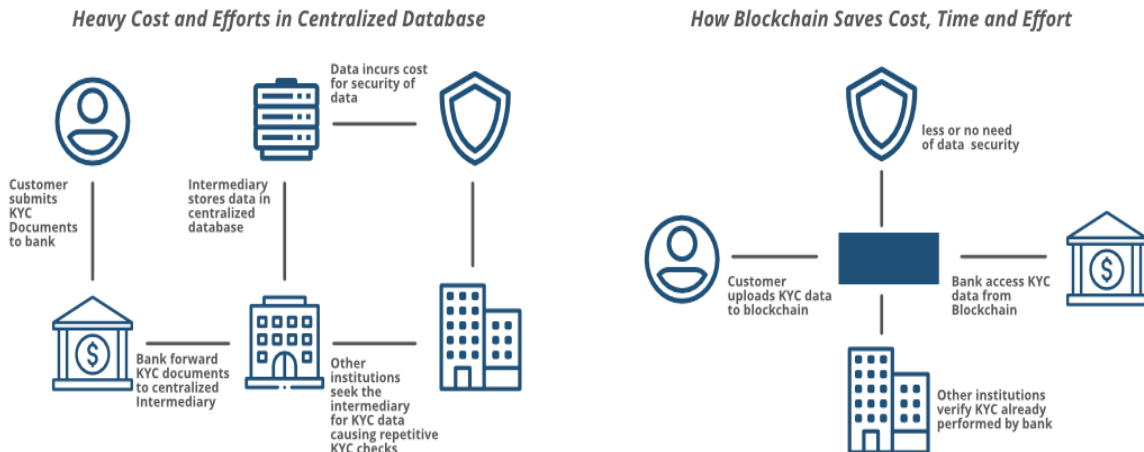 Heavy Cost and Efforts in Centralized Database
How Blockchain Saves Cost, Time and Effort
Data incurs cost
for security of
data
Customer
submits
KYC
Documents
to bank
Intermediary
stores data in
centralized
database
$
Bank forward
KYC documents
to centralized
Intermediary
Other
institutions
seek the
intermediary
for KYC data
causing repetitive
KYC checks
less or no need
of data security
Customer
uploads KYC data
to blockchain
Bank access KYC
data from
Blockchain
$
Other institutions
verify KYC already
performed by bank